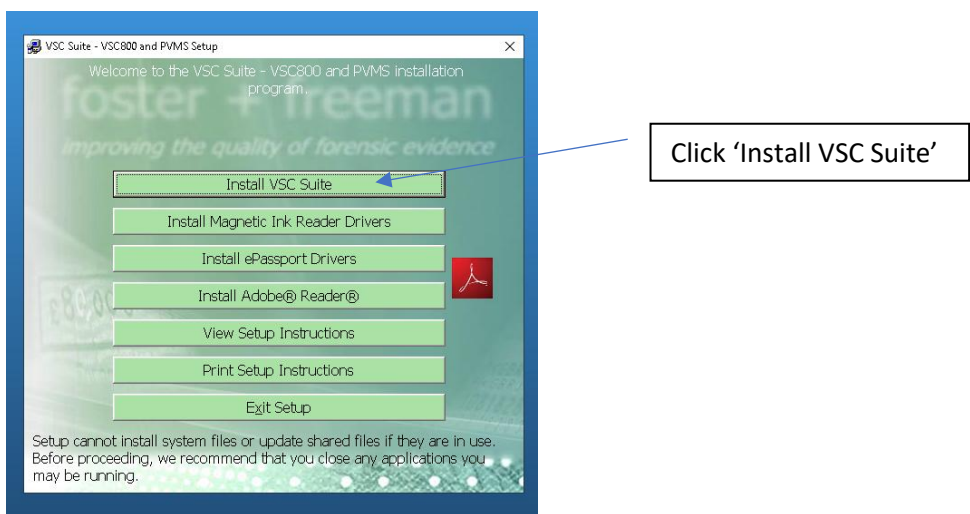 VSC Suite - VSC800 and PVMS Setup
Welcome to the VSC Suite - VSC800 and PVMS installation
program.
foster + freeman
improving the quality of forensic evidence
Install VSC Suite
Click ‘Install VSC Suite’
Install Magnetic Ink Reader Drivers
Install ePassport Drivers
Install Adobe® Reader®
View Setup Instructions
Print Setup Instructions
Exit Setup
Setup cannot install system files or update shared files if they are in use.
Before proceeding, we recommend that you close any applications you
may be running.